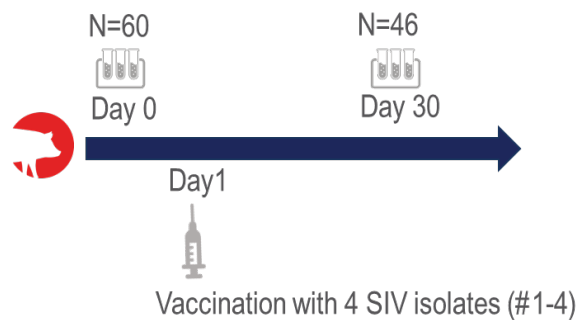 N=60
N=46
Day 0
Day 30
Day1
Vaccination with 4 SIV isolates (#1-4)